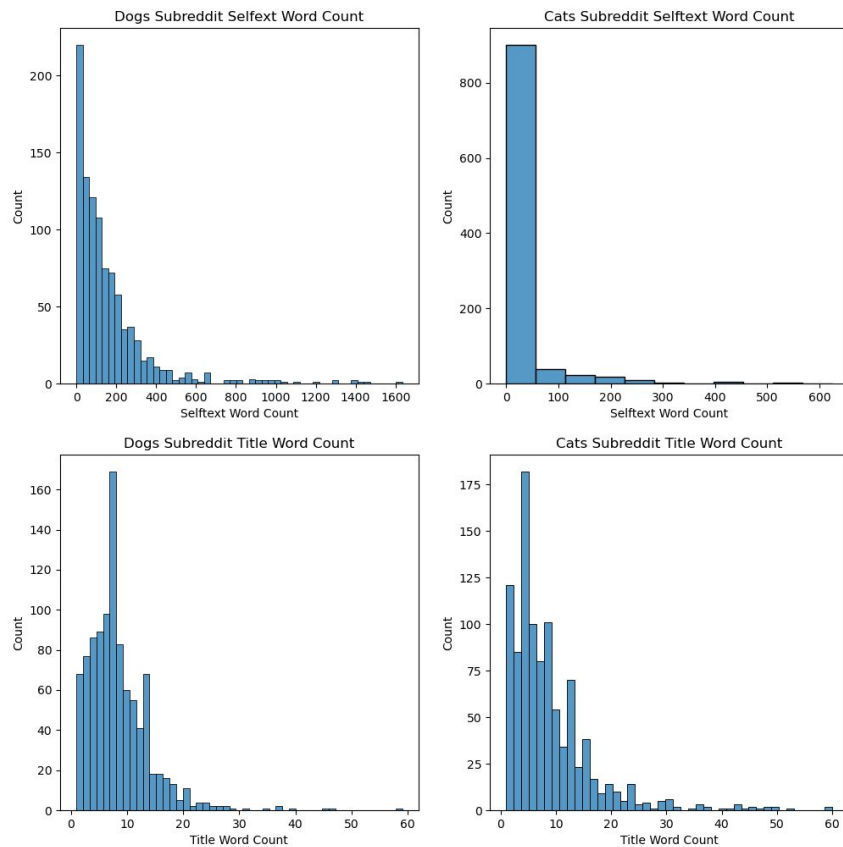 Dogs Subreddit Selfext Word Count
200
150
100
50
0
Count
0 200 400 600 800 1000 1200 1400 1600
Selftext Word Count
Cats Subreddit Selftext Word Count
800
600
400
200
0
Count
0 100 200 300 400 500 600
Selftext Word Count
Dogs Subreddit Title Word Count
160
140
120
100
80
60
40
20
0
Count
0 10 20 30 40 50 60
Title Word Count
Cats Subreddit Title Word Count
175
150
125
100
75
50
25
0
Count
0 10 20 30 40 50 60
Title Word Count